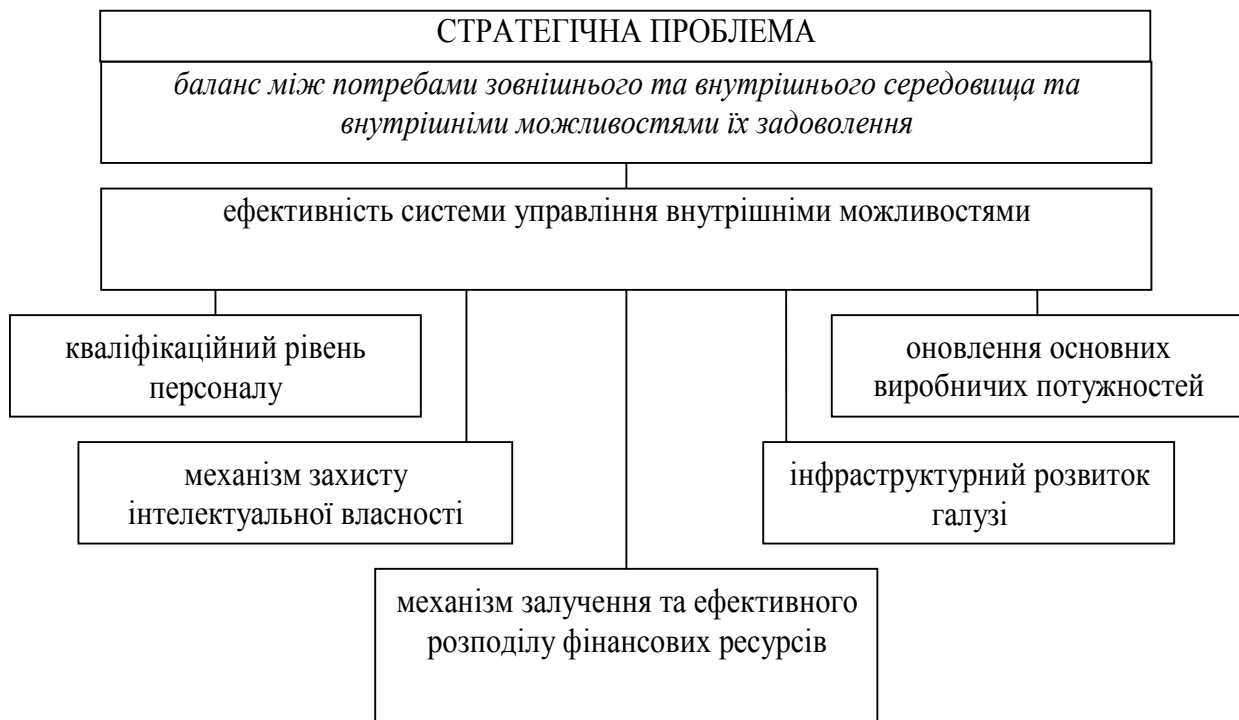 СТРАТЕГІЧНА ПРОБЛЕМА
баланс між потребами зовнішнього та внутрішнього середовища та
внутрішніми можливостями їх задоволення
ефективність системи управління внутрішніми можливостями
кваліфікаційний рівень
персоналу
оновлення основних
виробничих потужностей
механізм захисту
інтелектуальної власності
інфраструктурний розвиток
галузі
механізм залучення та ефективного
розподілу фінансових ресурсів